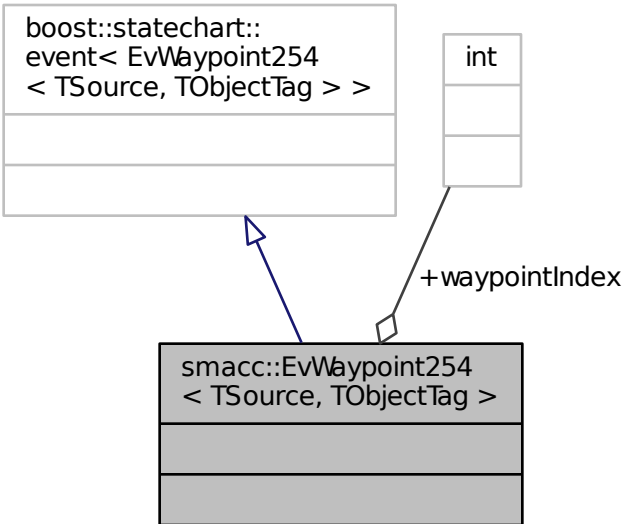 boost::statechart::
event< EvWaypoint254
< TSource, TObjectTag > >
int
+waypointIndex
smacc::EvWaypoint254
< TSource, TObjectTag >